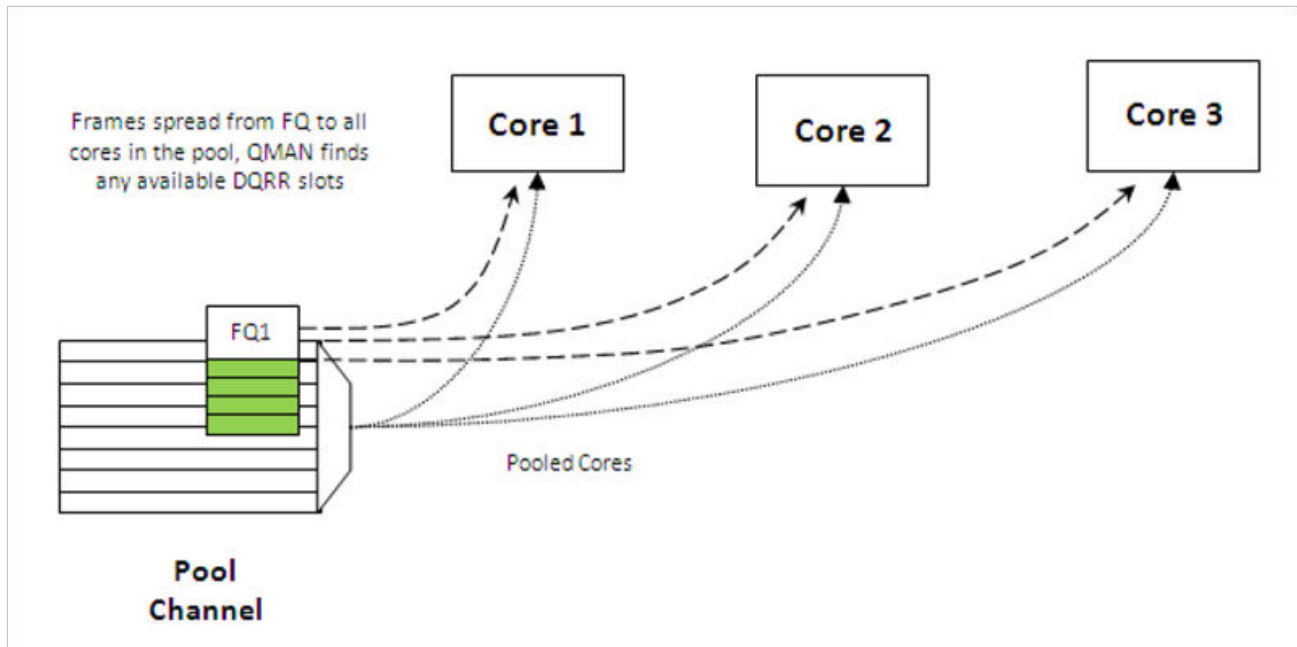 Frames spread from FQ to all
cores in the pool, QMAN finds
any available DQRR slots
Core 1
Core 2
Core 3
FQ1
Pooled Cores
Pool
Channel